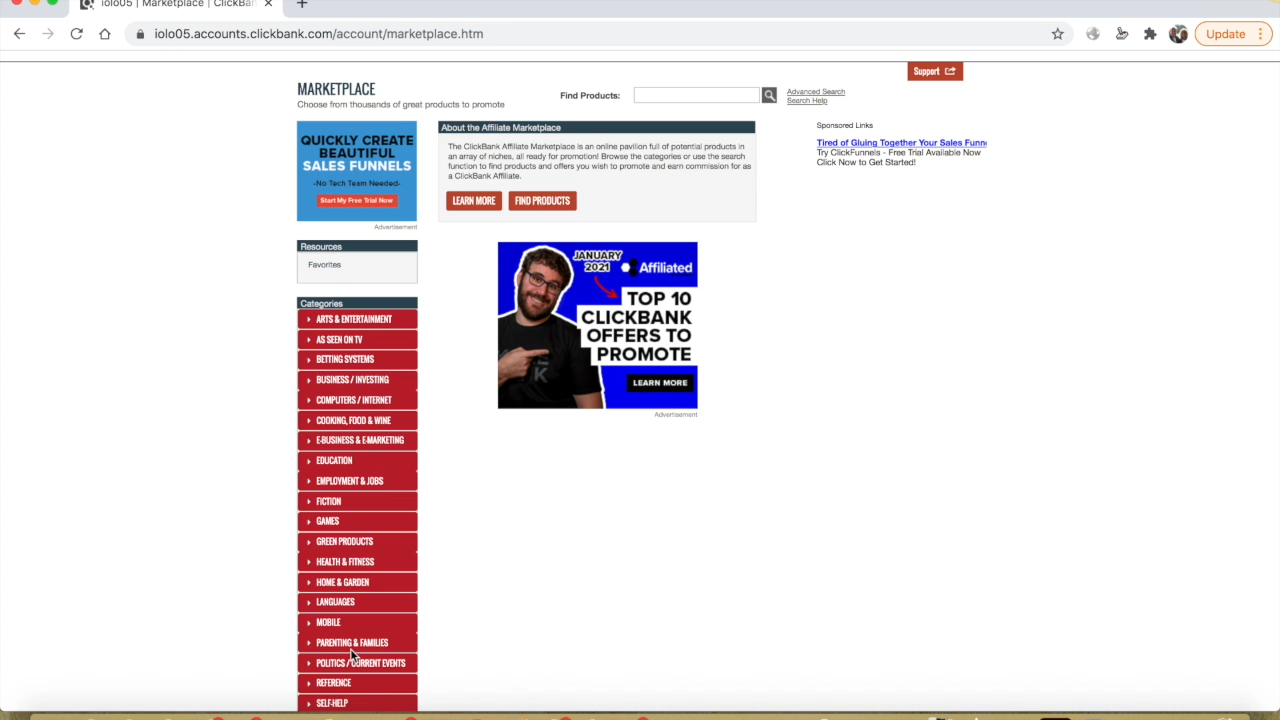 iolo05 | Marketplace | ClickBan
iolo05.accounts.clickbank.com/account/marketplace.htm
Update
Support
MARKETPLACE
Choose from thousands of great products to promote
Find Products:
Advanced Search
Search Help
QUICKLY CREATE
BEAUTIFUL
SALES FUNNELS
-No Tech Team Needed-
Start My Free Trial Now
Advertisement
About the Affiliate Marketplace
The ClickBank Affiliate Marketplace is an online pavilion full of potential products in
an array of niches, all ready for promotion! Browse the categories or use the search
function to find products and offers you wish to promote and earn commission for as
a ClickBank Affiliate.
LEARN MORE
FIND PRODUCTS
Sponsored Links
Tired of Gluing Together Your Sales Funn
Try ClickFunnels - Free Trial Available Now
Click Now to Get Started!
Resources
Favorites
JANUARY
2021
Affiliated
TOP 10
CLICKBANK
OFFERS TO
PROMOTE
LEARN MORE
Advertisement
Categories
ARTS & ENTERTAINMENT
AS SEEN ON TV
BETTING SYSTEMS
BUSINESS / INVESTING
COMPUTERS / INTERNET
COOKING, FOOD & WINE
E-BUSINESS & E-MARKETING
EDUCATION
EMPLOYMENT & JOBS
FICTION
GAMES
GREEN PRODUCTS
HEALTH & FITNESS
HOME & GARDEN
LANGUAGES
MOBILE
PARENTING & FAMILIES
POLITICS / CURRENT EVENTS
REFERENCE
SELF-HELP